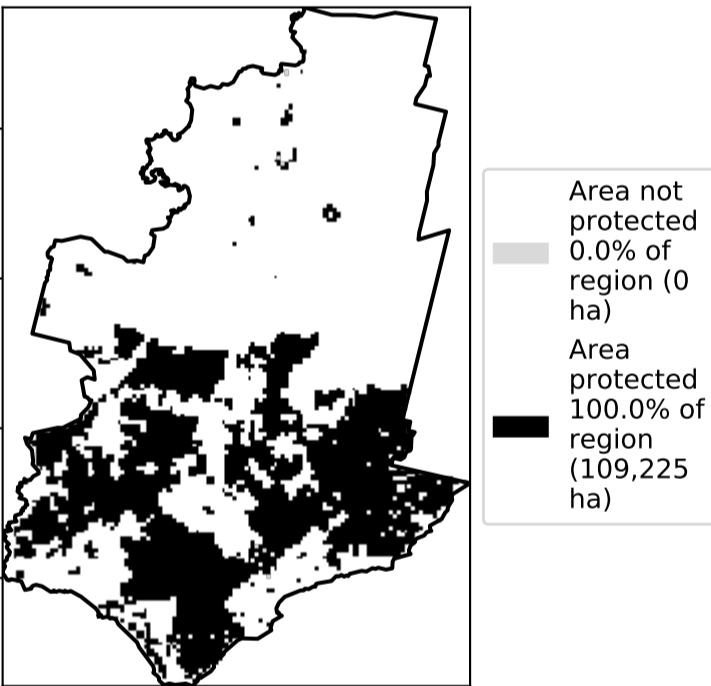 Area not
protected
0.0% of
region (0
ha)
Area
protected
100.0% of
region
(109,225
ha)